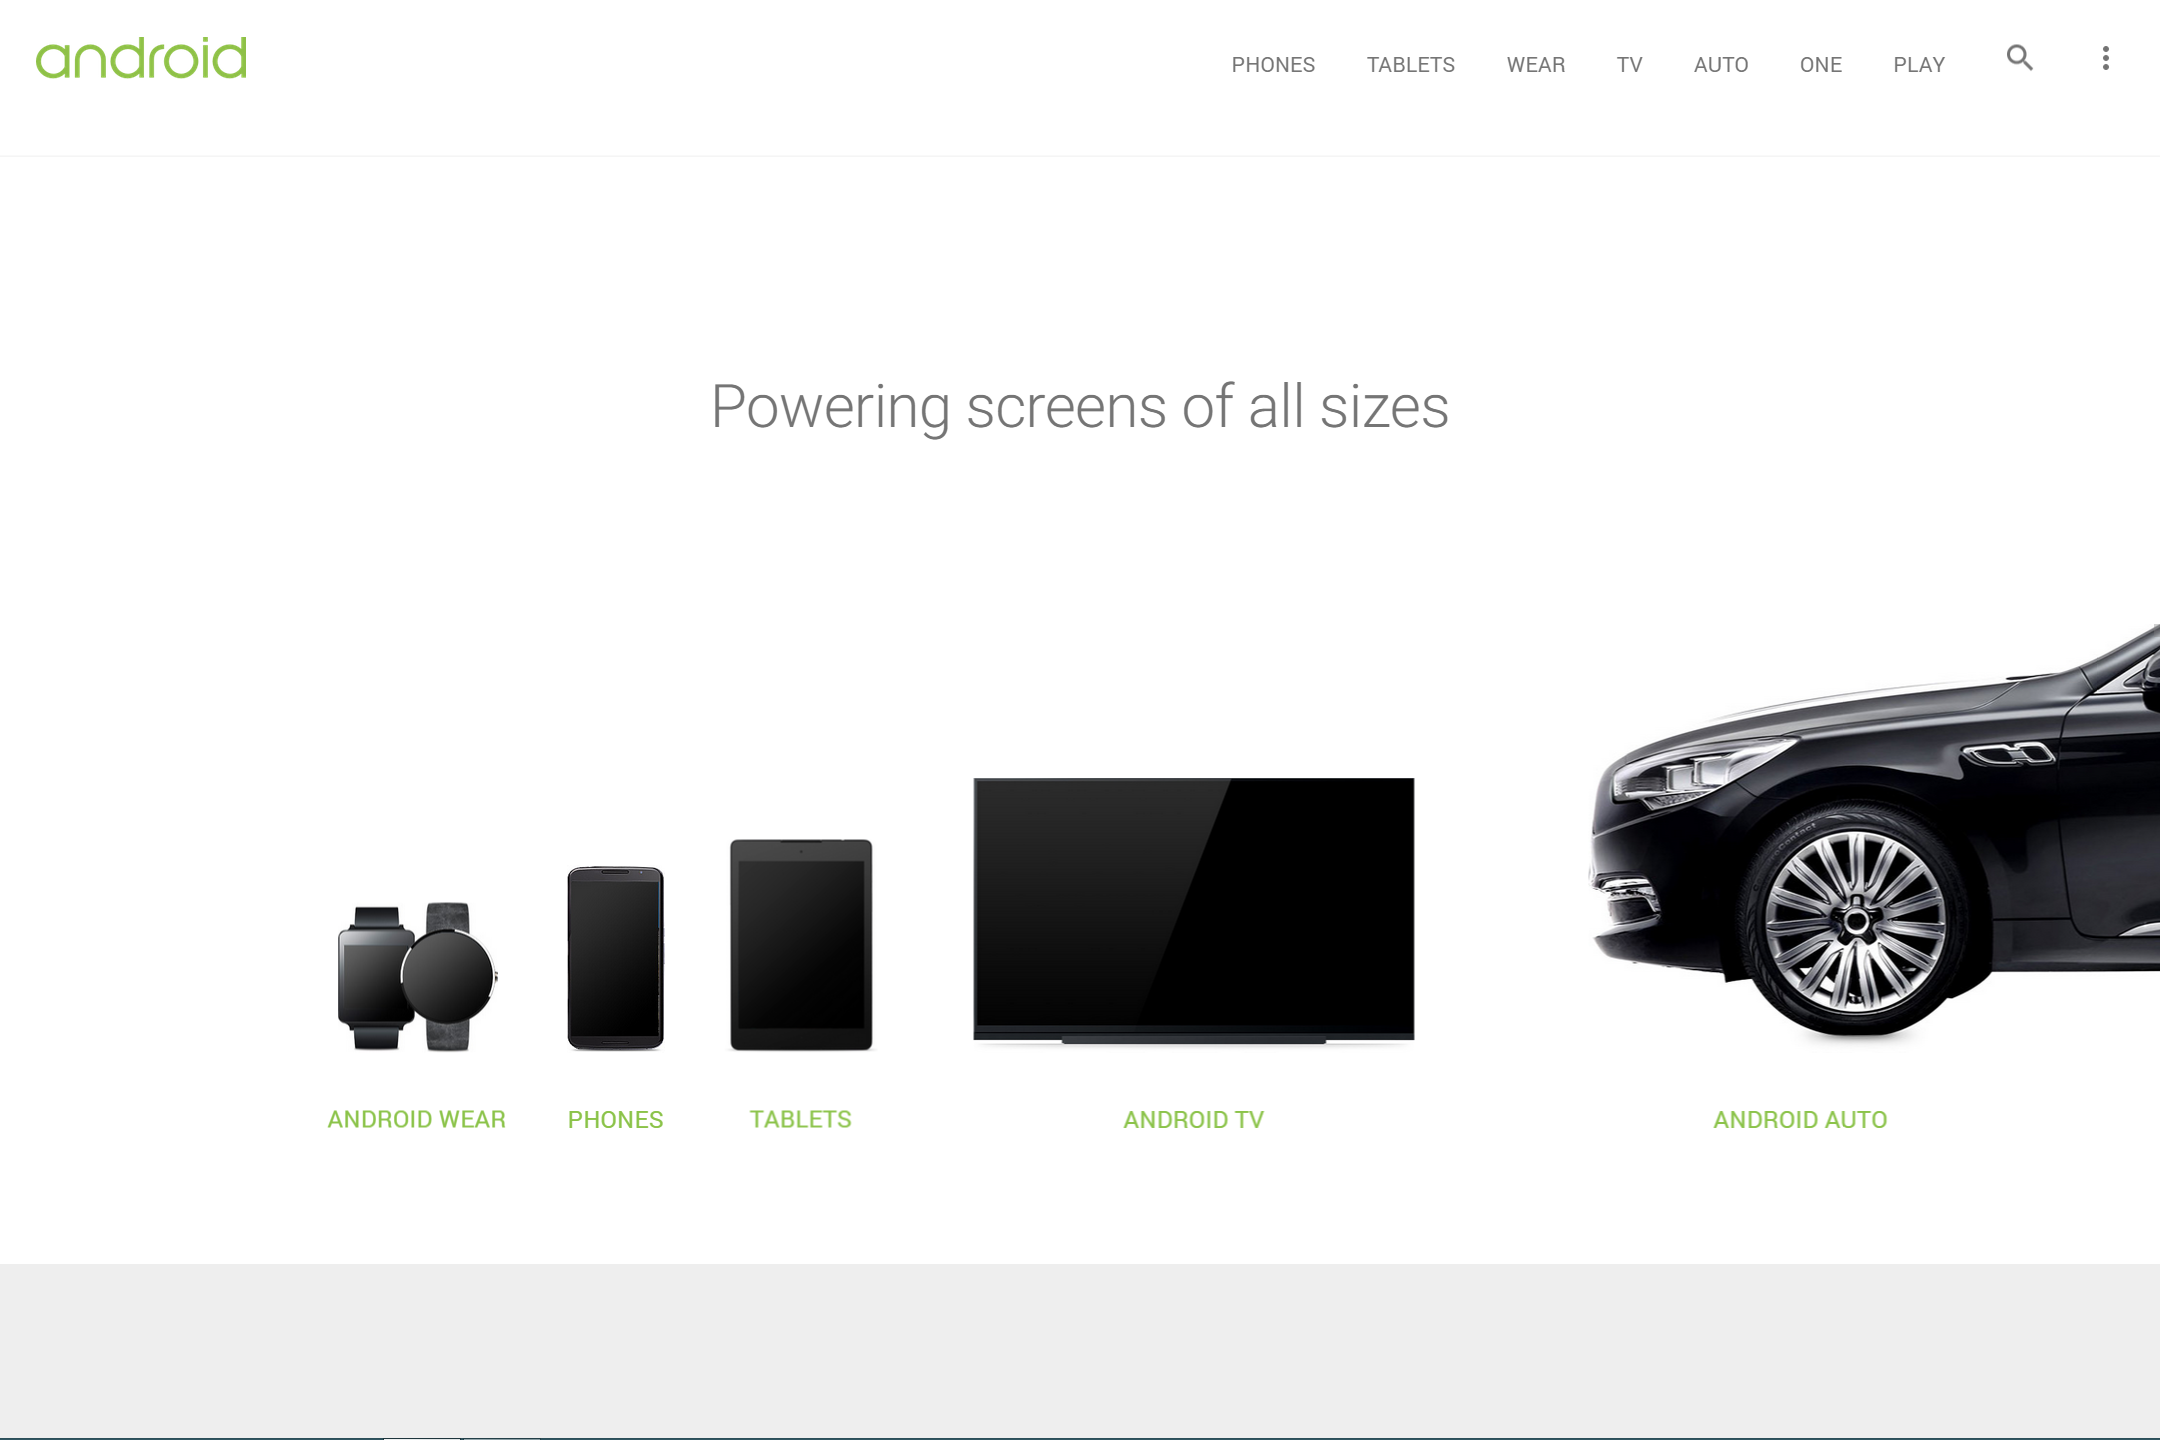 android
PHONES TABLETS WEAR TV AUTO ONE PLAY
Powering screens of all sizes
ANDROID WEAR PHONES TABLETS ANDROID TV ANDROID AUTO